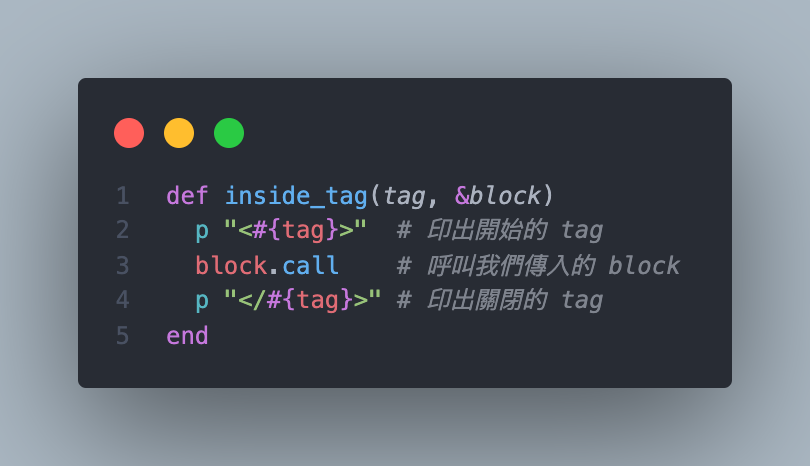 1 def inside_tag(tag, &block)
2   p "<#{tag}>"  # 印出開始的 tag
3   block.call    # 呼叫我們傳入的 block
4   p "</#{tag}>" # 印出關閉的 tag
5 end